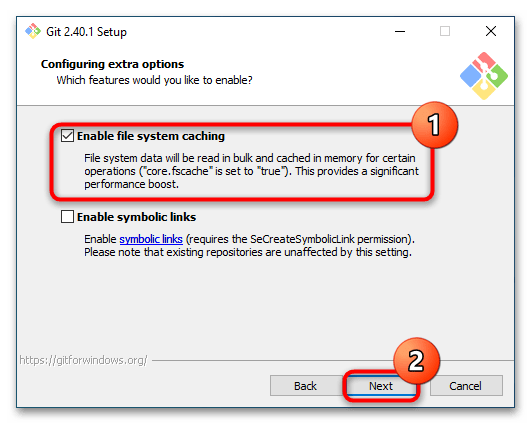 Git 2.40.1 Setup
Configuring extra options
Which features would you like to enable?
1
Enable file system caching
File system data will be read in bulk and cached in memory for certain
operations ("core.fscache" is set to "true"). This provides a significant
performance boost.
Enable symbolic links
Enable symbolic links (requires the SeCreateSymbolicLink permission).
Please note that existing repositories are unaffected by this setting.
https://gitforwindows.org/
2
Back
Next
Cancel